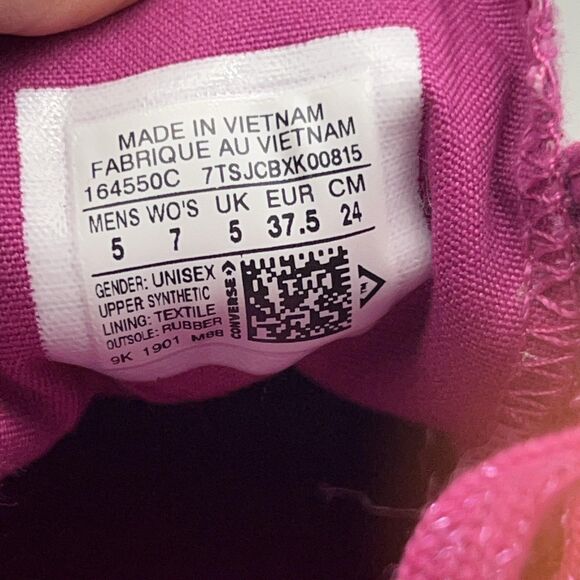 MADE IN VIETNAM
FABRIQUE AU VIETNAM
164550C 7TSJCBXK00815
MENS WO'S UK EUR CM
5 7 5 37.5 24
GENDER: UNISEX
UPPER SYNTHETIC
LINING: TEXTILE
OUTSOLE: RUBBER
9K 1901 M88
CONVERSE
TM